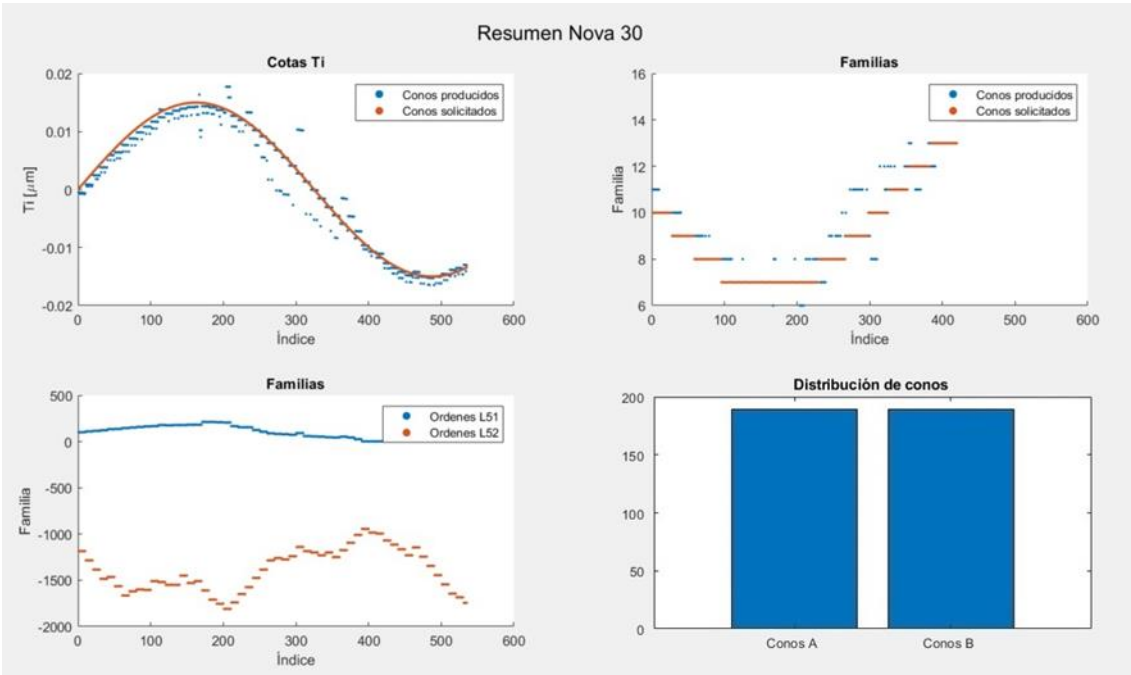 Resumen Nova 30
Cotas Ti
0.02
0.01
0
-0.01
-0.02
Ti [μm]
0 100 200 300 400 500 600
Índice
Conos producidos
Conos solicitados
Familias
16
14
12
10
8
6
Familia
0 100 200 300 400 500 600
Índice
Conos producidos
Conos solicitados
Familias
500
0
-500
-1000
-1500
-2000
Familia
0 100 200 300 400 500 600
Índice
Ordenes L51
Ordenes L52
Distribución de conos
200
150
100
50
0
Conos A Conos B